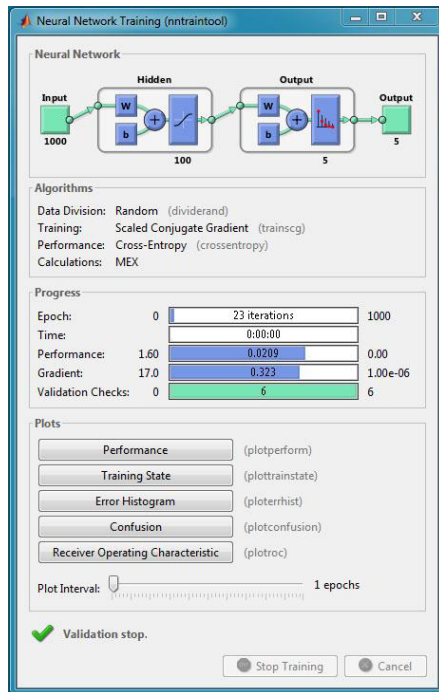 Neural Network Training (nntraintool)
Neural Network
Hidden Output
Input Output
W W
b b
1000 5
100 5
Algorithms
Data Division: Random (dividerand)
Training: Scaled Conjugate Gradient (trainscg)
Performance: Cross-Entropy (crossentropy)
Calculations: MEX
Progress
Epoch: 0 23 iterations 1000
Time: 0:00:00
Performance: 1.60 0.0209 0.00
Gradient: 17.0 0.323 1.00e-06
Validation Checks: 0 6 6
Plots
Performance (plotperform)
Training State (plottrainstate)
Error Histogram (ploterrhist)
Confusion (plotconfusion)
Receiver Operating Characteristic (plotroc)
Plot Interval: 1 epochs
Validation stop.
Stop Training Cancel